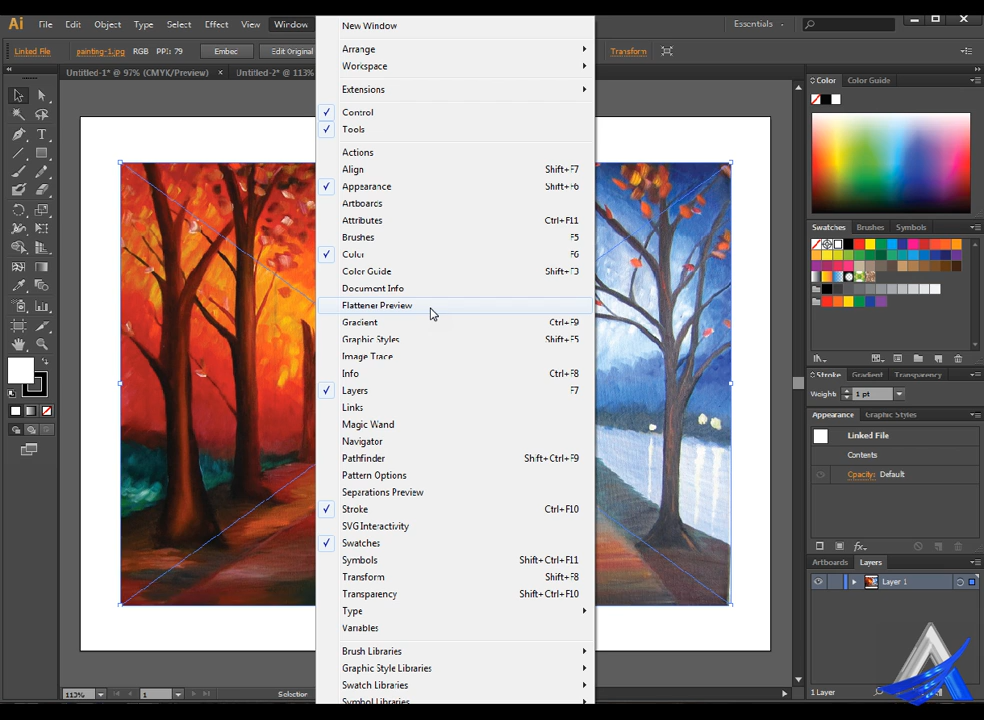 Ai File Edit Object Type Select Effect View Window Essentials
Linked File painting-1.jpg RGB PPI: 79 Embed Edit Original Transform
Untitled-1* @ 97% (CMYK/Preview) × Untitled-2* @ 113%
New Window
Arrange
Workspace
Extensions
Control
Tools
Actions
Align Shift+F7
Appearance Shift+F6
Artboards
Attributes Ctrl+F11
Brushes F5
Color F6
Color Guide Shift+F3
Document Info
Flattener Preview
Gradient Ctrl+F9
Graphic Styles Shift+F5
Image Trace
Info Ctrl+F8
Layers F7
Links
Magic Wand
Navigator
Pathfinder Shift+Ctrl+F9
Pattern Options
Separations Preview
Stroke Ctrl+F10
SVG Interactivity
Swatches
Symbols Shift+Ctrl+F11
Transform Shift+F8
Transparency Shift+Ctrl+F10
Type
Variables
Brush Libraries
Graphic Style Libraries
Swatch Libraries
Symbol Libraries
Color Color Guide
Swatches Brushes Symbols
Stroke Gradient Transparency
Weight: 1 pt
Appearance Graphic Styles
Linked File
Contents
Opacity: Default
fx
Artboards Layers
Layer 1
1 Layer
113% 1 Selection